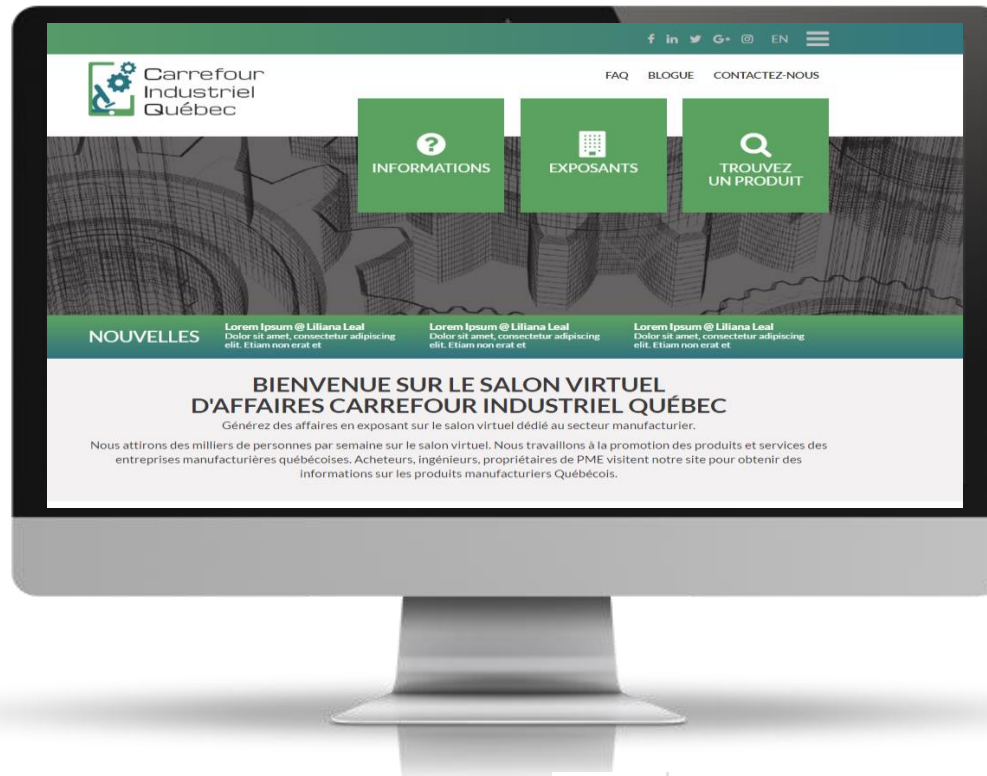 EN
Carrefour
Industriel
Québec
FAQ BLOGUE CONTACTEZ-NOUS
INFORMATIONS
EXPOSANTS
TROUVEZ
UN PRODUIT
NOUVELLES
Lorem Ipsum @ Liliana Leal
Dolor sit amet, consectetur adipiscing
elit. Etiam non erat et
Lorem Ipsum @ Liliana Leal
Dolor sit amet, consectetur adipiscing
elit. Etiam non erat et
Lorem Ipsum @ Liliana Leal
Dolor sit amet, consectetur adipiscing
elit. Etiam non erat et
BIENVENUE SUR LE SALON VIRTUEL
D'AFFAIRES CARREFOUR INDUSTRIEL QUÉBEC
Générez des affaires en exposant sur le salon virtuel dédié au secteur manufacturier.
Nous attirons des milliers de personnes par semaine sur le salon virtuel. Nous travaillons à la promotion des produits et services des
entreprises manufacturières québécoises. Acheteurs, ingénieurs, propriétaires de PME visitent notre site pour obtenir des
informations sur les produits manufacturiers Québécois.